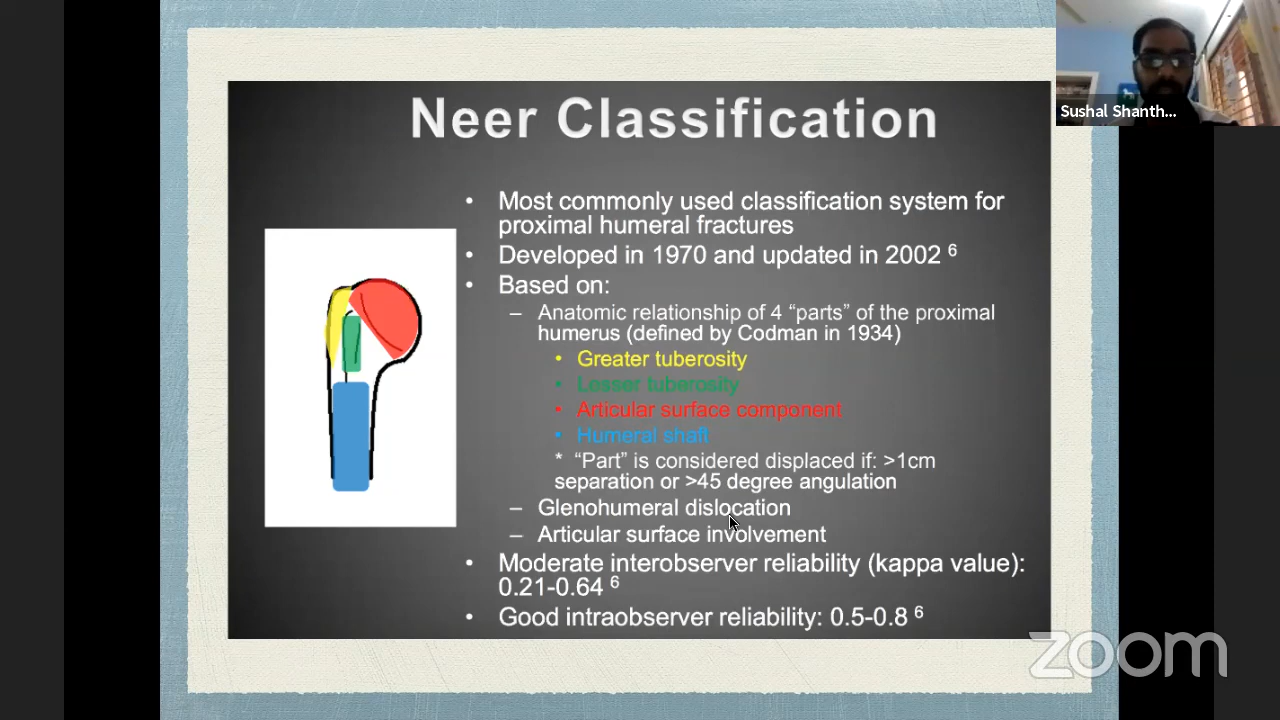 Neer Classification
Sushal Shanth...
• Most commonly used classification system for
proximal humeral fractures
• Developed in 1970 and updated in 2002 6
• Based on:
– Anatomic relationship of 4 “parts” of the proximal
humerus (defined by Codman in 1934)
• Greater tuberosity
• Lesser tuberosity
• Articular surface component
• Humeral shaft
* “Part” is considered displaced if: >1cm
separation or >45 degree angulation
– Glenohumeral dislocation
– Articular surface involvement
• Moderate interobserver reliability (kappa value):
0.21-0.64 6
• Good intraobserver reliability: 0.5-0.8 6
zoom